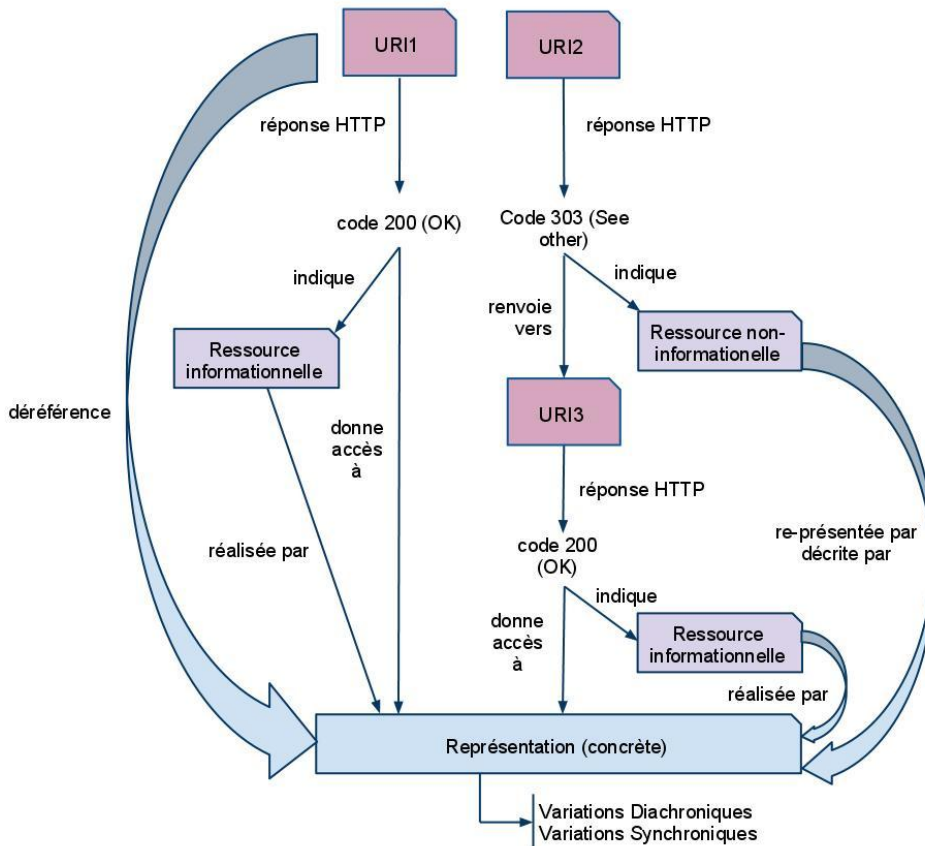 URI1
URI2
réponse HTTP
réponse HTTP
code 200 (OK)
Code 303 (See
other)
indique
indique
renvoie
vers
Ressource
informationnelle
Ressource non-
informationelle
déréférence
donne
accès
à
URI3
réponse HTTP
réalisée par
re-présentée par
décrite par
code 200
(OK)
indique
donne
accès
à
Ressource
informationelle
réalisée par
Représentation (concrète)
Variations Diachroniques
Variations Synchroniques